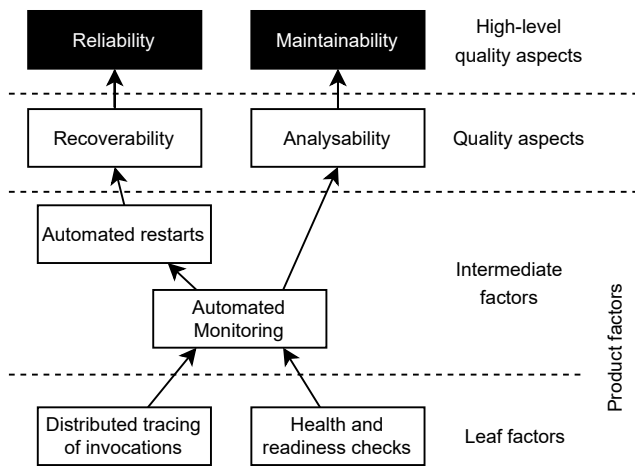 Reliability
Maintainability
High-level
quality aspects
Recoverability
Analysability
Quality aspects
Automated restarts
Automated
Monitoring
Intermediate
factors
Product factors
Distributed tracing
of invocations
Health and
readiness checks
Leaf factors